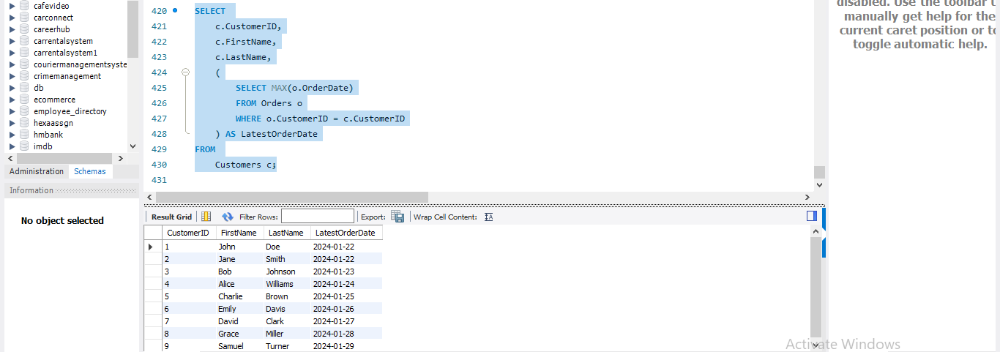 cafevideo
carconnect
careerhub
carrentalsystem
carrentalsystem1
couriermanagementsyste
crimemanagement
db
ecommerce
employee_directory
hexaassgn
hmbank
imdb
Administration Schemas
Information
No object selected
420 SELECT
421 c.CustomerID,
422 c.FirstName,
423 c.LastName,
424 (
425 SELECT MAX(o.OrderDate)
426 FROM Orders o
427 WHERE o.CustomerID = c.CustomerID
428 ) AS LatestOrderDate
429 FROM
430 Customers c;
431
Result Grid Filter Rows: Export: Wrap Cell Content:
CustomerID FirstName LastName LatestOrderDate
1 John Doe 2024-01-22
2 Jane Smith 2024-01-22
3 Bob Johnson 2024-01-23
4 Alice Williams 2024-01-24
5 Charlie Brown 2024-01-25
6 Emily Davis 2024-01-26
7 David Clark 2024-01-27
8 Grace Miller 2024-01-28
9 Samuel Turner 2024-01-29
disabled. Use the toolbar t
manually get help for the
current caret position or to
toggle automatic help.
Activate Windows